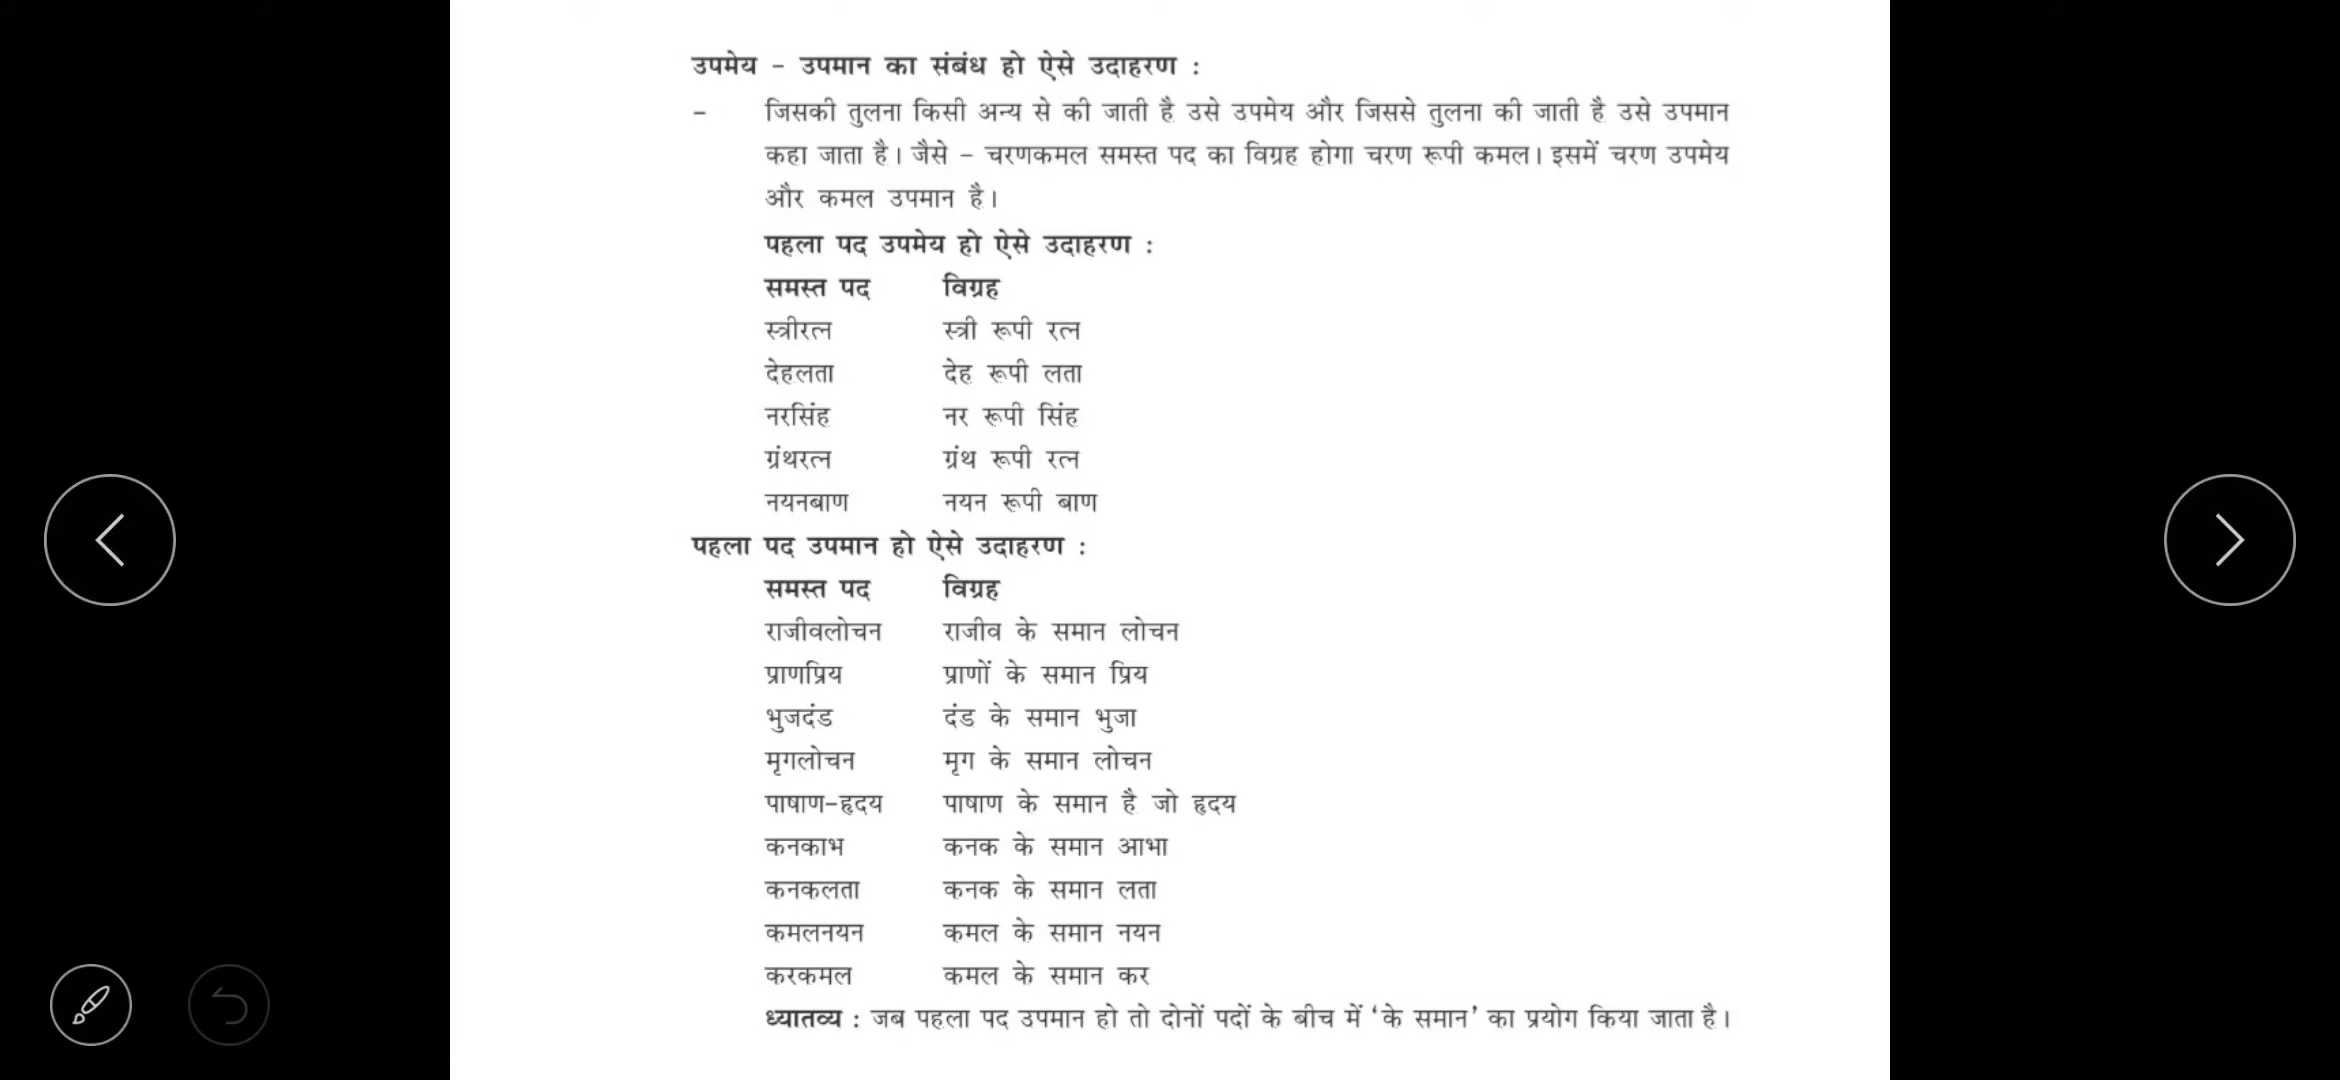 उपमेय - उपमान का संबंध हो ऐसे उदाहरण :
- जिसकी तुलना किसी अन्य से की जाती है उसे उपमेय और जिससे तुलना की जाती है उसे उपमान
कहा जाता है। जैसे - चरणकमल समस्त पद का विग्रह होगा चरण रूपी कमल। इसमें चरण उपमेय
और कमल उपमान है।
पहला पद उपमेय हो ऐसे उदाहरण :
समस्त पद विग्रह
स्त्रीरत्न स्त्री रूपी रत्न
देहलता देह रूपी लता
नरसिंह नर रूपी सिंह
ग्रंथरत्न ग्रंथ रूपी रत्न
नयनबाण नयन रूपी बाण
पहला पद उपमान हो ऐसे उदाहरण :
समस्त पद विग्रह
राजीवलोचन राजीव के समान लोचन
प्राणप्रिय प्राणों के समान प्रिय
भुजदंड दंड के समान भुजा
मृगलोचन मृग के समान लोचन
पाषाण-हृदय पाषाण के समान है जो हृदय
कनकाभ कनक के समान आभा
कनकलता कनक के समान लता
कमलनयन कमल के समान नयन
करकमल कमल के समान कर
ध्यातव्य : जब पहला पद उपमान हो तो दोनों पदों के बीच में ‘के समान’ का प्रयोग किया जाता है।